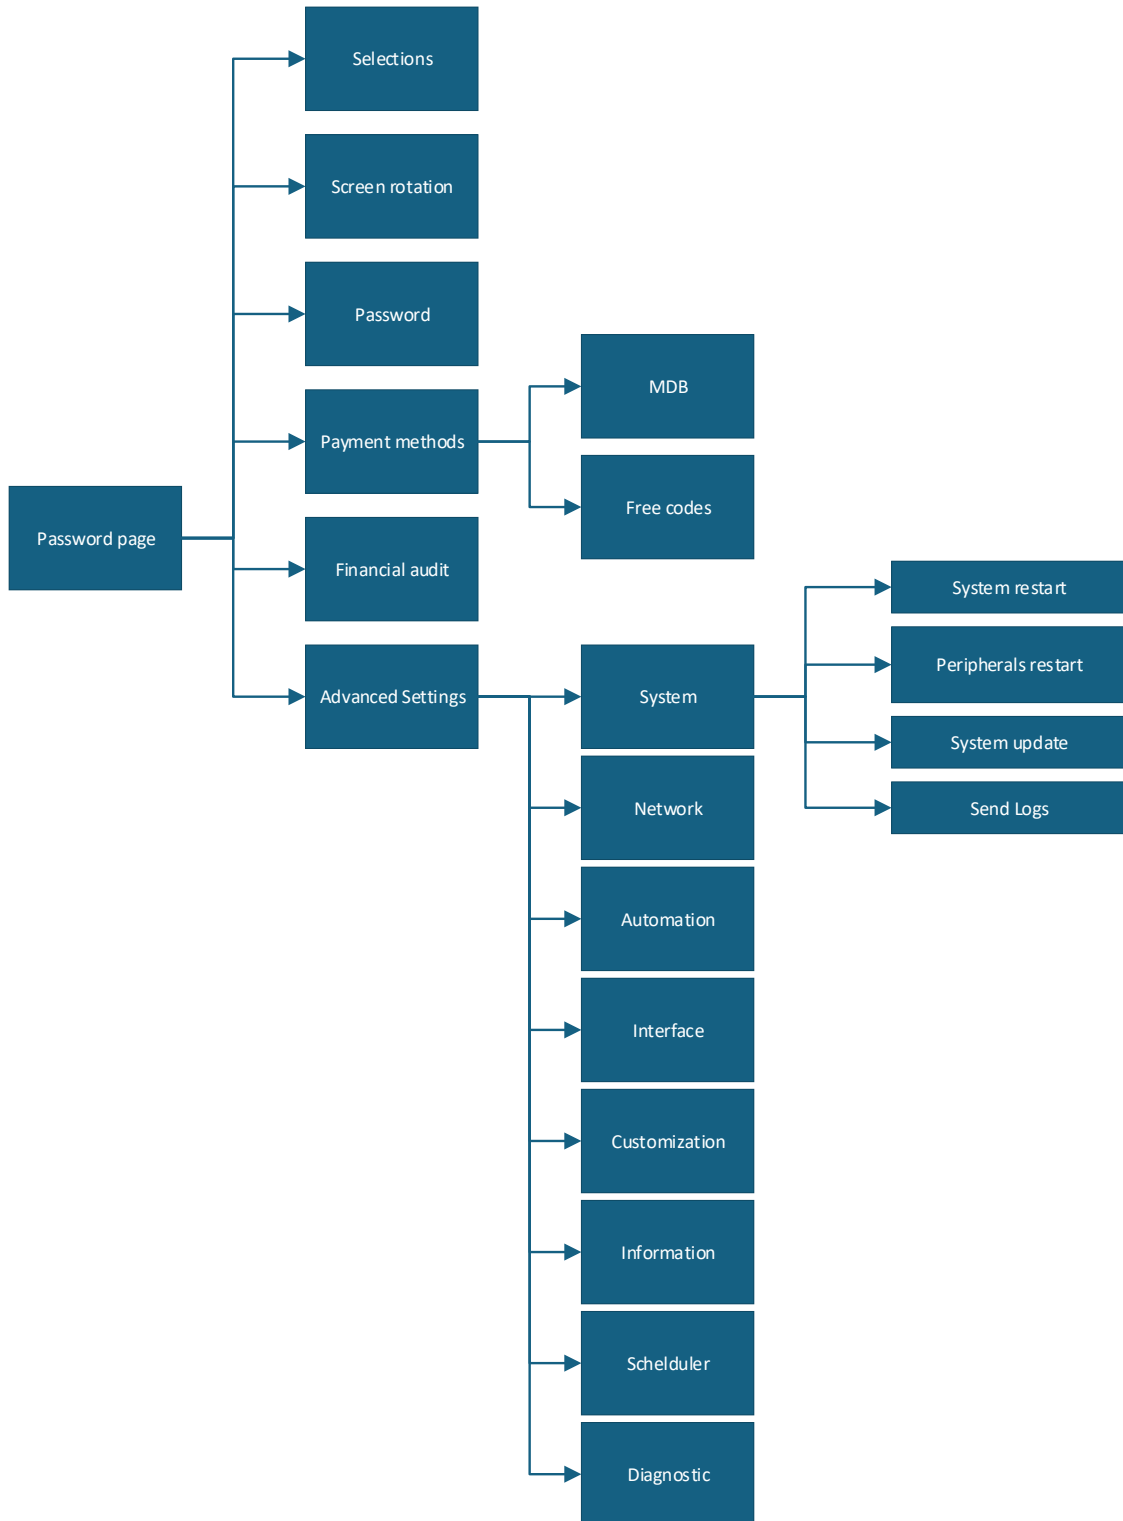 Selections
Screen rotation
Password
MDB
Payment methods
Free codes
Password page
Financial audit
System restart
Peripherals restart
Advanced Settings
System
System update
Network
Send Logs
Automation
Interface
Customization
Information
Schelduler
Diagnostic